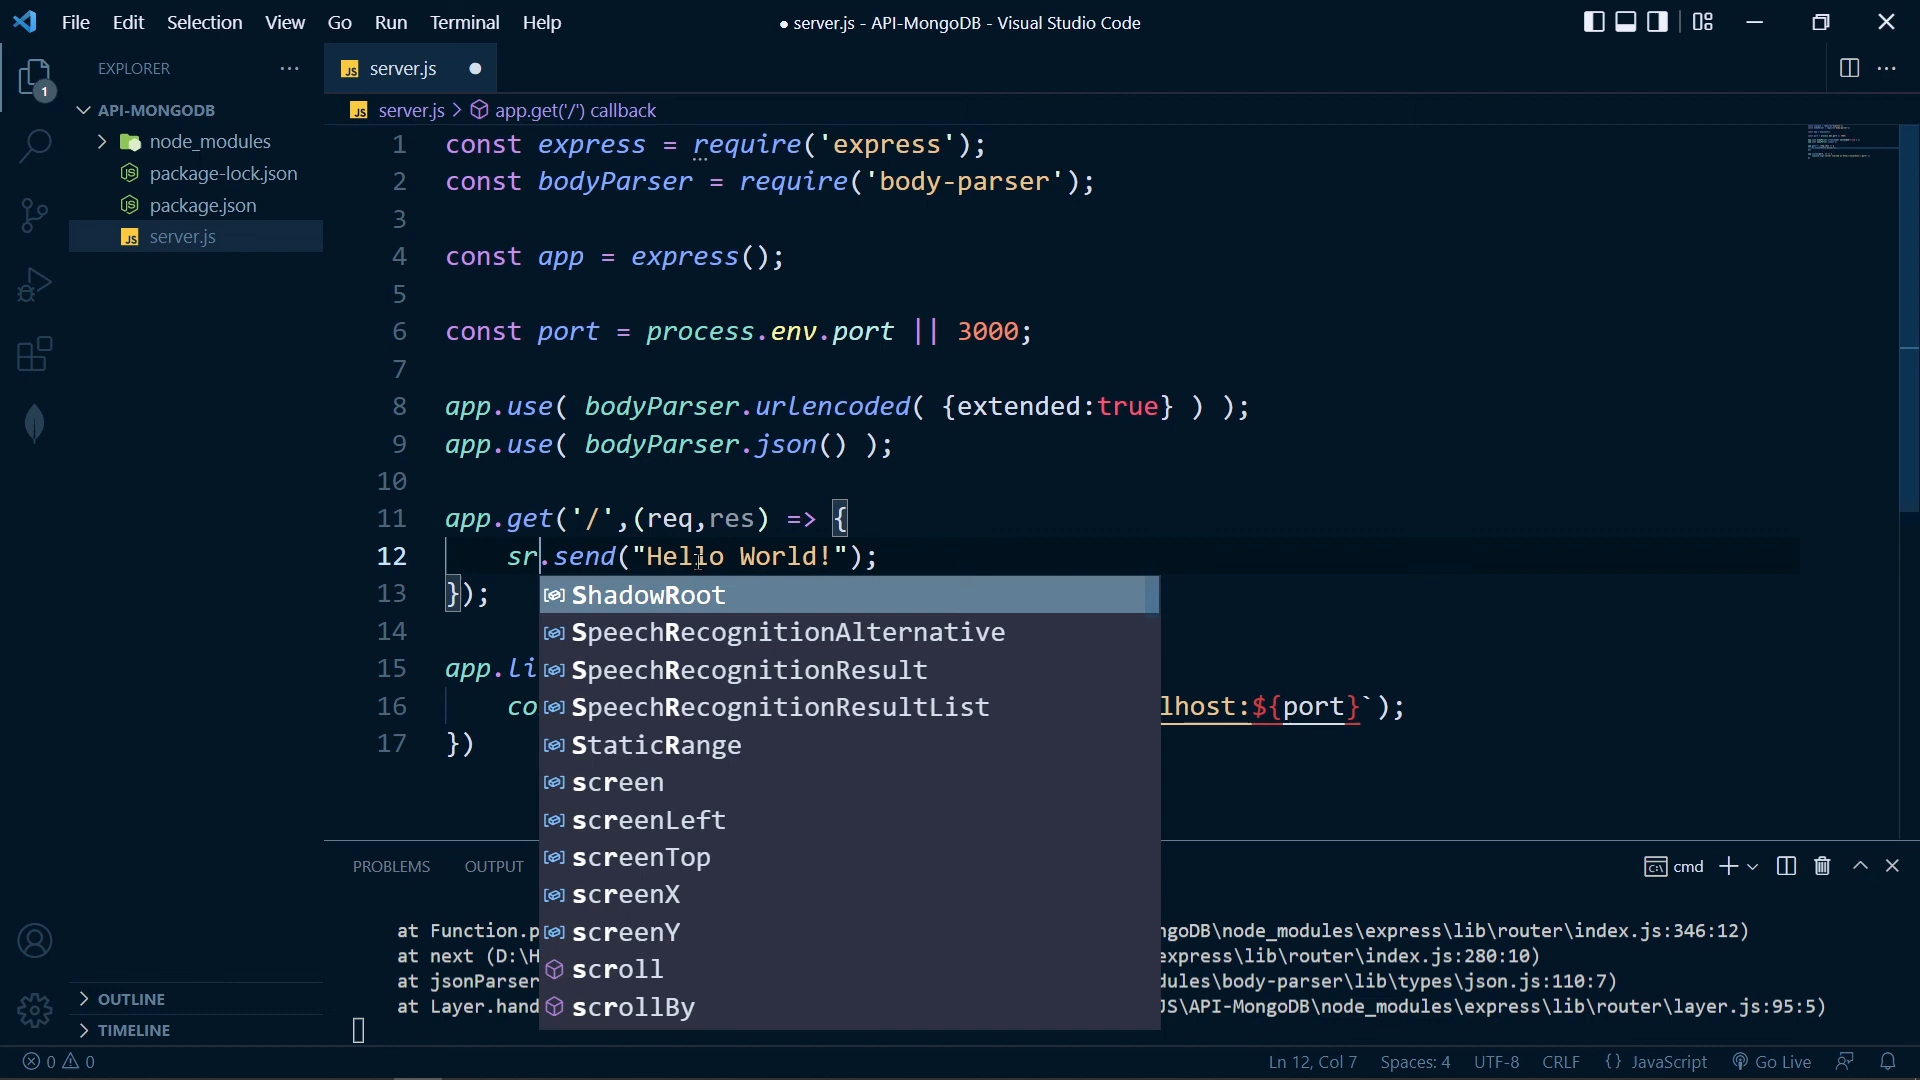 File Edit Selection View Go Run Terminal Help
● server.js - API-MongoDB - Visual Studio Code
EXPLORER
1
API-MONGODB
node_modules
package-lock.json
package.json
JS server.js
JS server.js
JS server.js > app.get('/') callback
1 const express = require('express');
2 const bodyParser = require('body-parser');
3
4 const app = express();
5
6 const port = process.env.port || 3000;
7
8 app.use( bodyParser.urlencoded( {extended:true} ) );
9 app.use( bodyParser.json() );
10
11 app.get('/',(req,res) => {
12 sr.send("Hello World!");
13 });
14
15 app.li
16 co lhost:${port}`);
17 })
ShadowRoot
SpeechRecognitionAlternative
SpeechRecognitionResult
SpeechRecognitionResultList
StaticRange
screen
screenLeft
screenTop
screenX
screenY
scroll
scrollBy
PROBLEMS OUTPUT
cmd
at Function.p ngoDB\node_modules\express\lib\router\index.js:346:12)
at next (D:\H express\lib\router\index.js:280:10)
at jsonParser dules\body-parser\lib\types\json.js:110:7)
at Layer.hand JS\API-MongoDB\node_modules\express\lib\router\layer.js:95:5)
OUTLINE
TIMELINE
0 0
Ln 12, Col 7 Spaces: 4 UTF-8 CRLF {} JavaScript Go Live